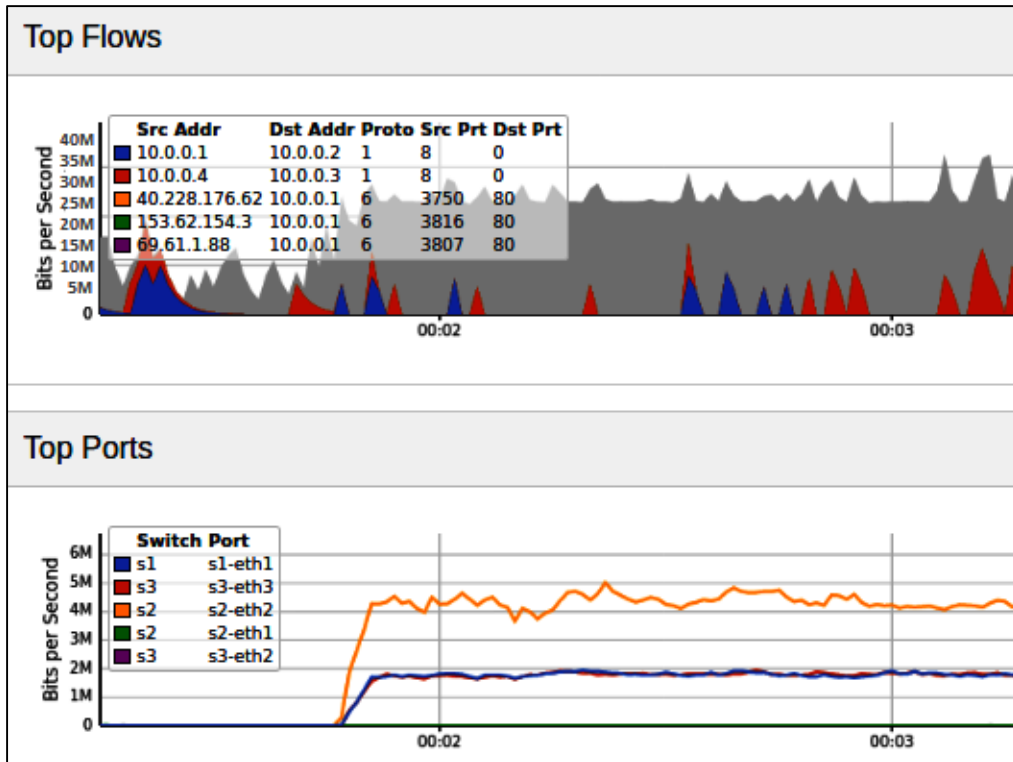 Top Flows
Src Addr Dst Addr Proto Src Prt Dst Prt
10.0.0.1 10.0.0.2 1 8 0
10.0.0.4 10.0.0.3 1 8 0
40.228.176.62 10.0.0.1 6 3750 80
153.62.154.3 10.0.0.1 6 3816 80
69.61.1.88 10.0.0.1 6 3807 80
Bits per Second
40M
35M
30M
25M
20M
15M
10M
5M
0
00:02 00:03
Top Ports
Switch Port
s1 s1-eth1
s3 s3-eth3
s2 s2-eth2
s2 s2-eth1
s3 s3-eth2
Bits per Second
6M
5M
4M
3M
2M
1M
0
00:02 00:03